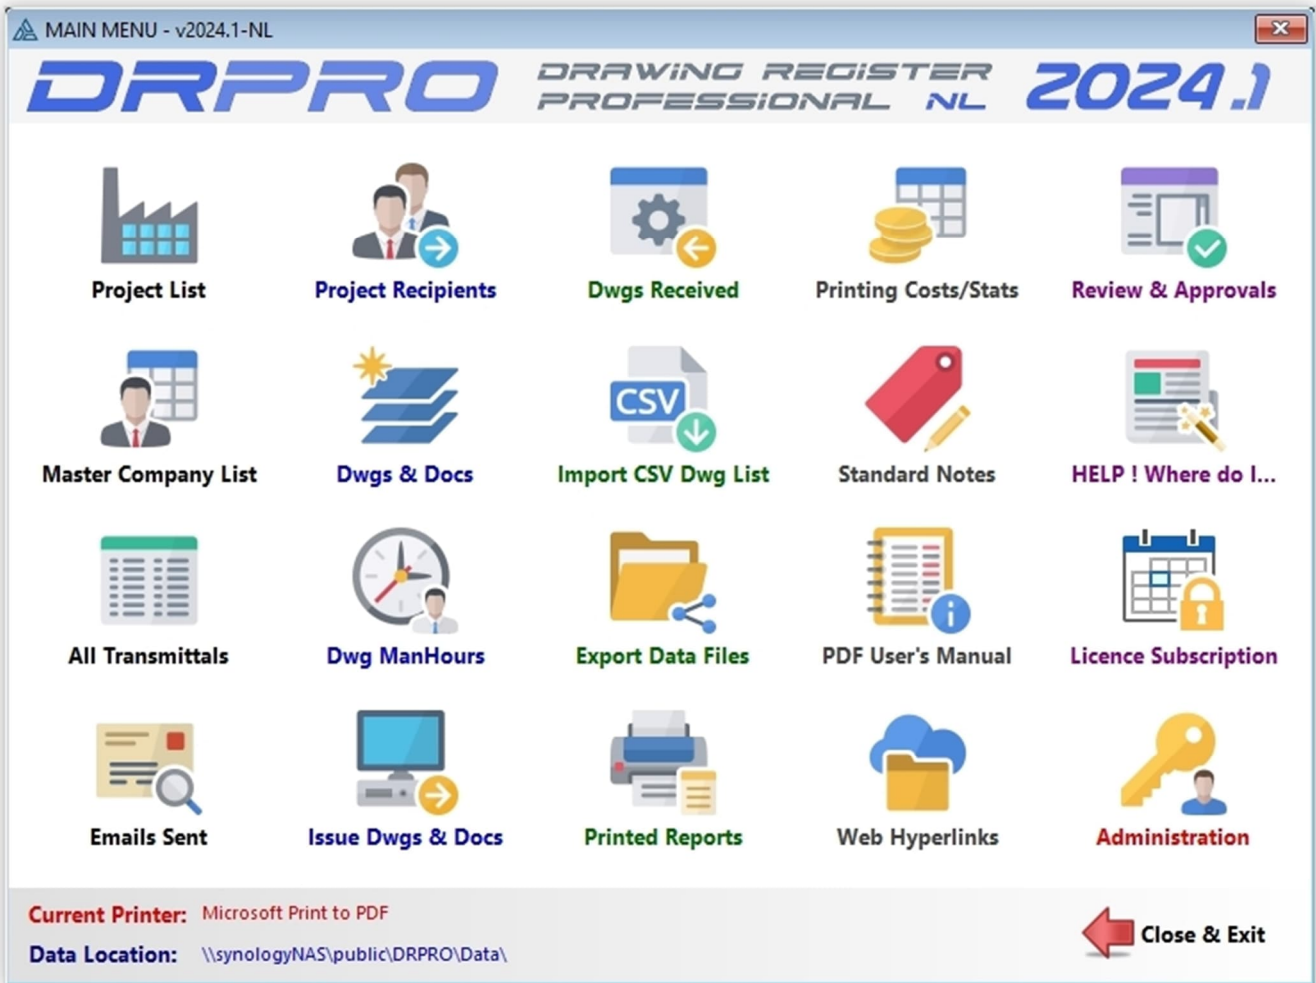 MAIN MENU - v2024.1-NL
DRPRO DRAWING REGISTER PROFESSIONAL NL 2024.1
Project List
Project Recipients
Dwgs Received
Printing Costs/Stats
Review & Approvals
Master Company List
Dwgs & Docs
CSV
Import CSV Dwg List
Standard Notes
HELP ! Where do I...
All Transmittals
Dwg ManHours
Export Data Files
PDF User's Manual
Licence Subscription
Emails Sent
Issue Dwgs & Docs
Printed Reports
Web Hyperlinks
Administration
Current Printer: Microsoft Print to PDF
Data Location: \\synologyNAS\public\DRPRO\Data\
Close & Exit